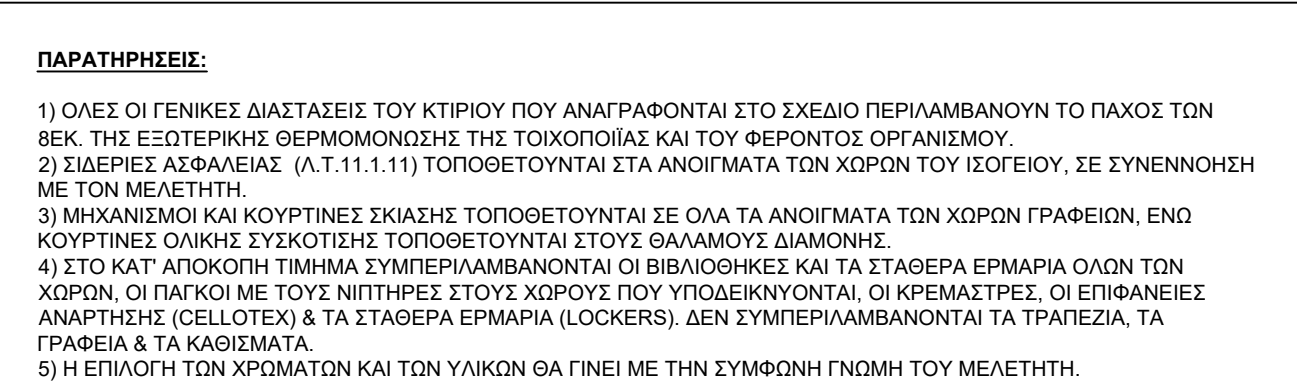 ΠΑΡΑΤΗΡΗΣΕΙΣ:
1) ΟΛΕΣ ΟΙ ΓΕΝΙΚΕΣ ΔΙΑΣΤΑΣΕΙΣ ΤΟΥ ΚΤΙΡΙΟΥ ΠΟΥ ΑΝΑΓΡΑΦΟΝΤΑΙ ΣΤΟ ΣΧΕΔΙΟ ΠΕΡΙΛΑΜΒΑΝΟΥΝ ΤΟ ΠΑΧΟΣ ΤΩΝ
8ΕΚ. ΤΗΣ ΕΞΩΤΕΡΙΚΗΣ ΘΕΡΜΟΜΟΝΩΣΗΣ ΤΗΣ ΤΟΙΧΟΠΟΙΪΑΣ ΚΑΙ ΤΟΥ ΦΕΡΟΝΤΟΣ ΟΡΓΑΝΙΣΜΟΥ.
2) ΣΙΔΕΡΙΕΣ ΑΣΦΑΛΕΙΑΣ (Λ.Τ.11.1.11) ΤΟΠΟΘΕΤΟΥΝΤΑΙ ΣΤΑ ΑΝΟΙΓΜΑΤΑ ΤΩΝ ΧΩΡΩΝ ΤΟΥ ΙΣΟΓΕΙΟΥ, ΣΕ ΣΥΝΕΝΝΟΗΣΗ
ΜΕ ΤΟΝ ΜΕΛΕΤΗΤΗ.
3) ΜΗΧΑΝΙΣΜΟΙ ΚΑΙ ΚΟΥΡΤΙΝΕΣ ΣΚΙΑΣΗΣ ΤΟΠΟΘΕΤΟΥΝΤΑΙ ΣΕ ΟΛΑ ΤΑ ΑΝΟΙΓΜΑΤΑ ΤΩΝ ΧΩΡΩΝ ΓΡΑΦΕΙΩΝ, ΕΝΩ
ΚΟΥΡΤΙΝΕΣ ΟΛΙΚΗΣ ΣΥΣΚΟΤΙΣΗΣ ΤΟΠΟΘΕΤΟΥΝΤΑΙ ΣΤΟΥΣ ΘΑΛΑΜΟΥΣ ΔΙΑΜΟΝΗΣ.
4) ΣΤΟ ΚΑΤ' ΑΠΟΚΟΠΗ ΤΙΜΗΜΑ ΣΥΜΠΕΡΙΛΑΜΒΑΝΟΝΤΑΙ ΟΙ ΒΙΒΛΙΟΘΗΚΕΣ ΚΑΙ ΤΑ ΣΤΑΘΕΡΑ ΕΡΜΑΡΙΑ ΟΛΩΝ ΤΩΝ
ΧΩΡΩΝ, ΟΙ ΠΑΓΚΟΙ ΜΕ ΤΟΥΣ ΝΙΠΤΗΡΕΣ ΣΤΟΥΣ ΧΩΡΟΥΣ ΠΟΥ ΥΠΟΔΕΙΚΝΥΟΝΤΑΙ, ΟΙ ΚΡΕΜΑΣΤΡΕΣ, ΟΙ ΕΠΙΦΑΝΕΙΕΣ
ΑΝΑΡΤΗΣΗΣ (CELLOTEX) & ΤΑ ΣΤΑΘΕΡΑ ΕΡΜΑΡΙΑ (LOCKERS). ΔΕΝ ΣΥΜΠΕΡΙΛΑΜΒΑΝΟΝΤΑΙ ΤΑ ΤΡΑΠΕΖΙΑ, ΤΑ
ΓΡΑΦΕΙΑ & ΤΑ ΚΑΘΙΣΜΑΤΑ.
5) Η ΕΠΙΛΟΓΗ ΤΩΝ ΧΡΩΜΑΤΩΝ ΚΑΙ ΤΩΝ ΥΛΙΚΩΝ ΘΑ ΓΙΝΕΙ ΜΕ ΤΗΝ ΣΥΜΦΩΝΗ ΓΝΩΜΗ ΤΟΥ ΜΕΛΕΤΗΤΗ.